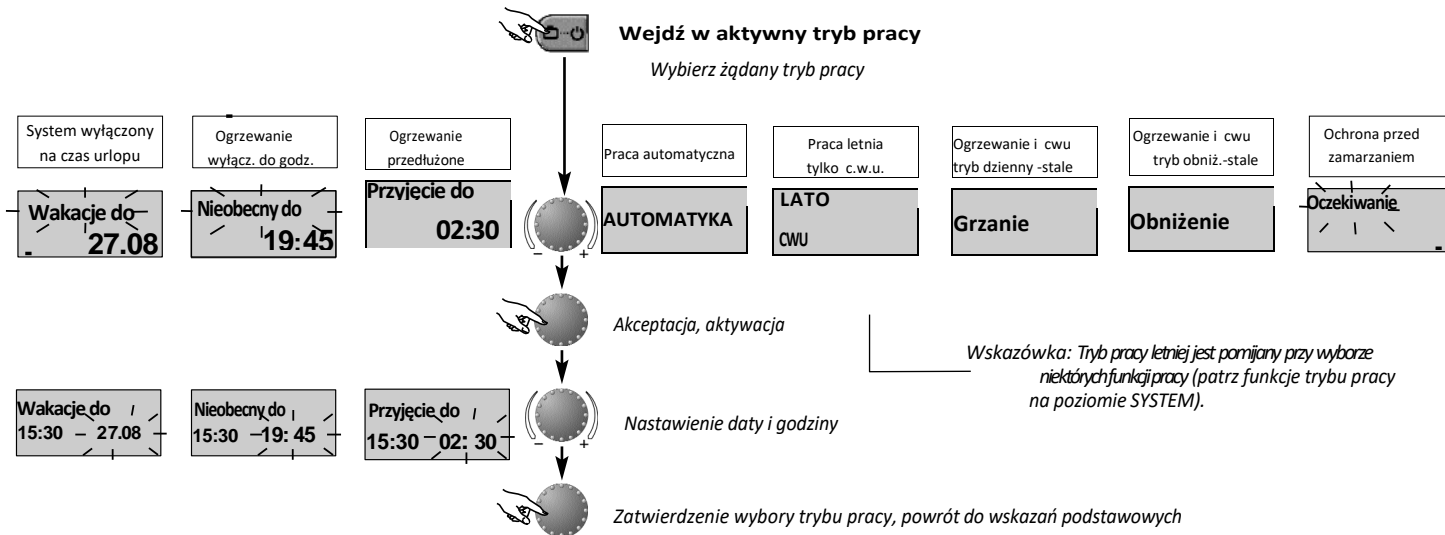 Wejdź w aktywny tryb pracy
Wybierz żądany tryb pracy
System wyłączony
na czas urlopu
Ogrzewanie
wyłącz. do godz.
Ogrzewanie
przedłużone
Praca automatyczna
Praca letnia
tylko c.w.u.
Ogrzewanie i cwu
tryb dzienny -stale
Ogrzewanie i cwu
tryb obniż.-stale
Ochrona przed
zamarzaniem
Wakacje do
27.08
Nieobecny do
19:45
Przyjęcie do
02:30
- +
AUTOMATYKA
LATO
CWU
Grzanie
Obniżenie
Oczekiwanie
Akceptacja, aktywacja
Wskazówka: Tryb pracy letniej jest pomijany przy wyborze
niektórych funkcji pracy (patrz funkcje trybu pracy
na poziomie SYSTEM).
Wakacje do
15:30 – 27.08
Nieobecny do
15:30 – 19: 45
Przyjęcie do
15:30 – 02: 30
- +
Nastawienie daty i godziny
Zatwierdzenie wybory trybu pracy, powrót do wskazań podstawowych